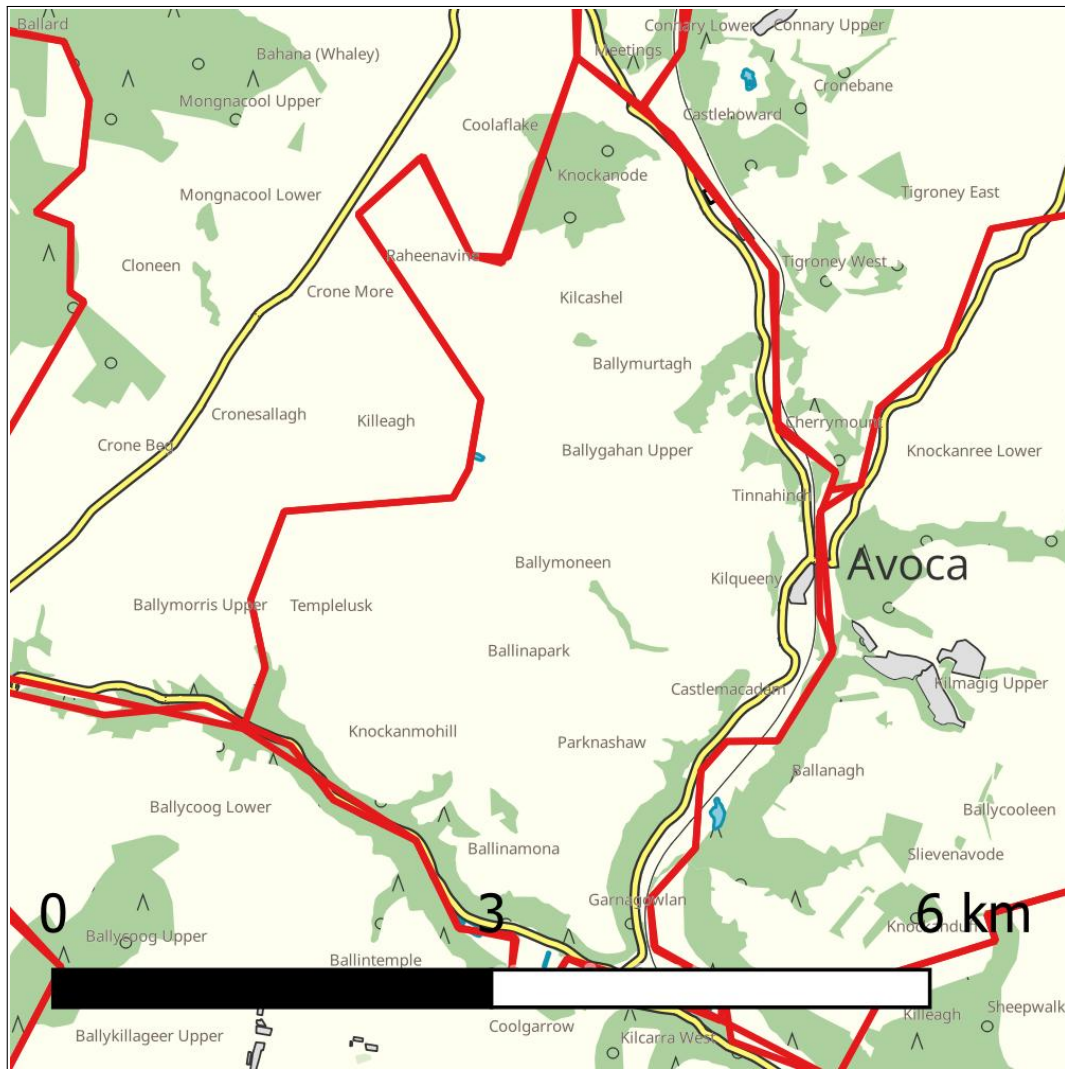 Ballard
Connary Lower
Connary Upper
Bahana (Whaley)
Meetings
Cronebane
Mongnacool Upper
Castlehoward
Coolaflake
Knockanode
Mongnacool Lower
Tigroney East
Raheenavine
Cloneen
Tigroney West
Crone More
Kilcashel
Ballymurtagh
Cronesallagh
Killeagh
Cherrymount
Crone Beg
Ballygahan Upper
Knockanree Lower
Tinnahinch
Ballymoneen
Avoca
Kilqueeny
Ballymorris Upper
Templelusk
Ballinapark
Castlemacadam
Kilmagig Upper
Knockanmohill
Parknashaw
Ballanagh
Ballycoog Lower
Ballycooleen
Ballinamona
Slievenavode
Garnagowlan
0
3
6 km
Ballycoog Upper
Ballintemple
Sheepwalk
Killeagh
Coolgarrow
Ballykillageer Upper
Kilcarra West